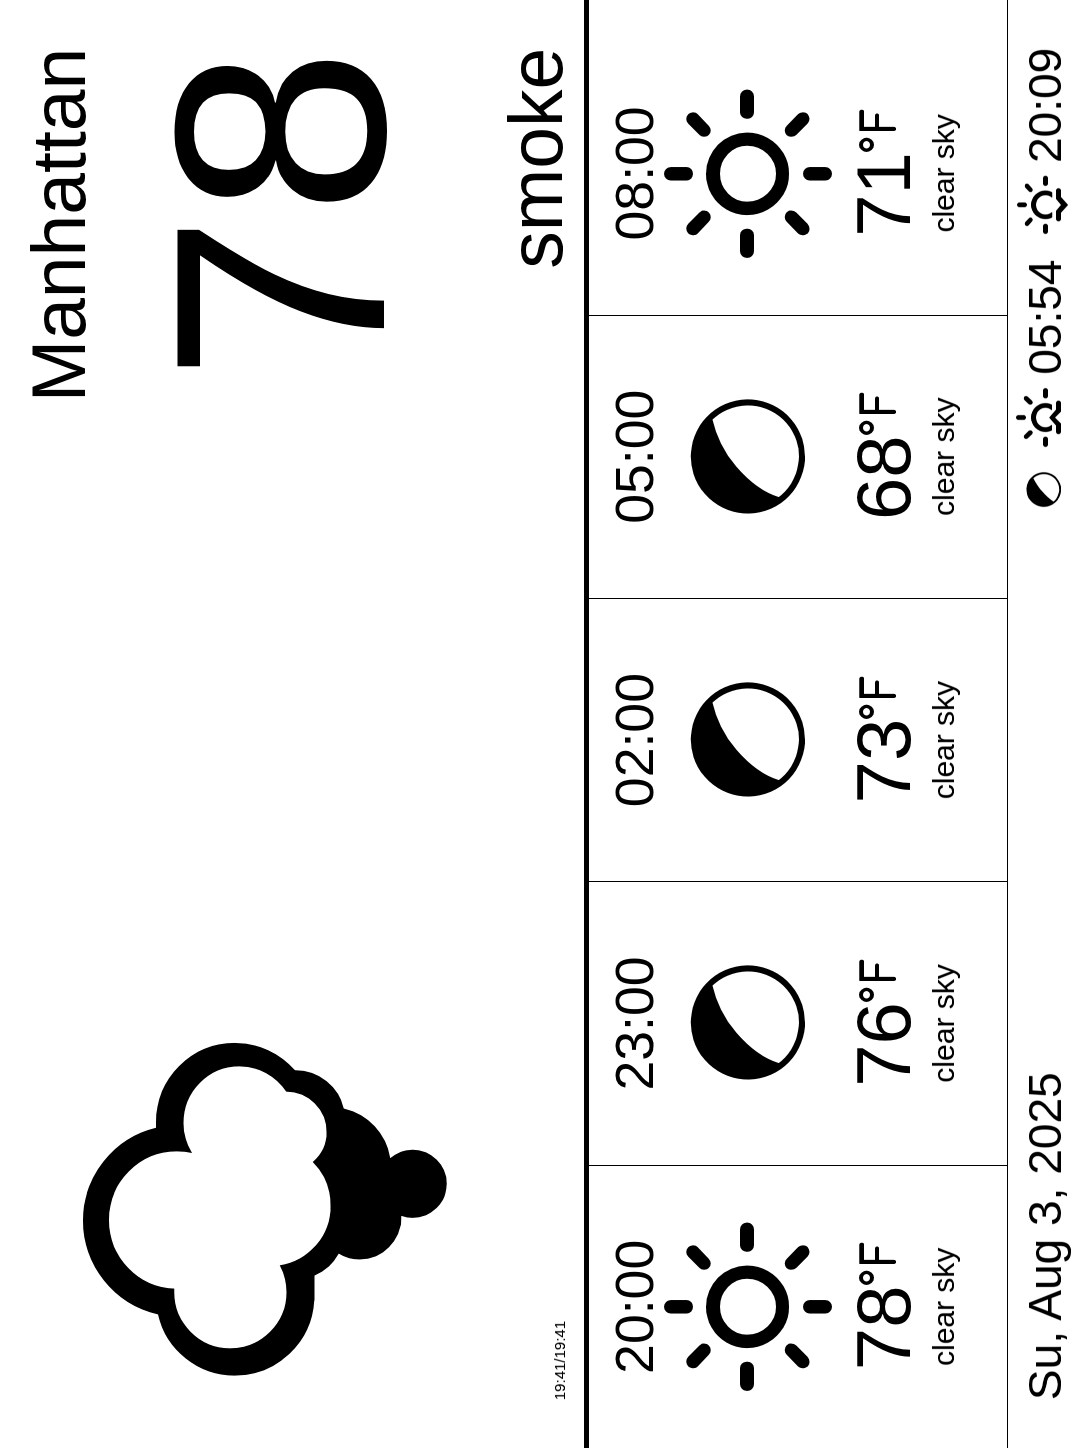 Manhattan
78
smoke
19:41/19:41
20:00 23:00 02:00 05:00 08:00
78°F 76°F 73°F 68°F 71°F
clear sky clear sky clear sky clear sky clear sky
Su, Aug 3, 2025 05:54 20:09